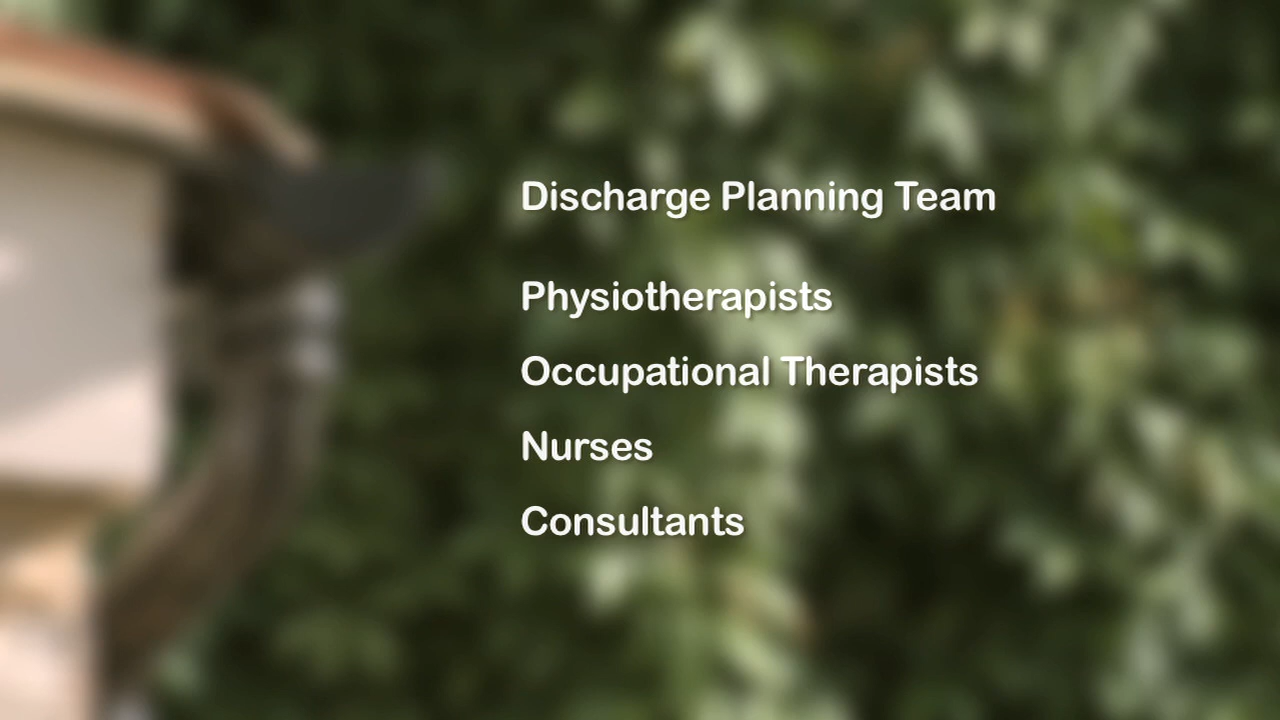 Discharge Planning Team
Physiotherapists
Occupational Therapists
Nurses
Consultants